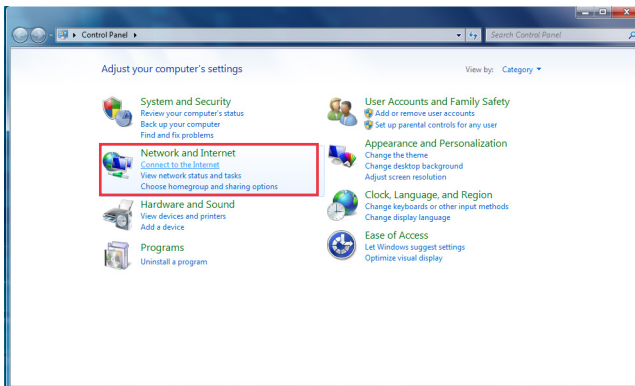 Control Panel
Search Control Panel
Adjust your computer's settings
View by: Category
System and Security
Review your computer's status
Back up your computer
Find and fix problems
Network and Internet
Connect to the Internet
View network status and tasks
Choose homegroup and sharing options
Hardware and Sound
View devices and printers
Add a device
Programs
Uninstall a program
User Accounts and Family Safety
Add or remove user accounts
Set up parental controls for any user
Appearance and Personalization
Change the theme
Change desktop background
Adjust screen resolution
Clock, Language, and Region
Change keyboards or other input methods
Change display language
Ease of Access
Let Windows suggest settings
Optimize visual display